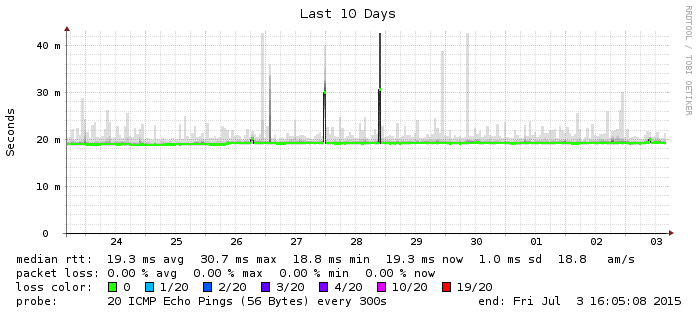 Last 10 Days
RRDTOOL / TOBI OETIKER
Seconds
40 m
30 m
20 m
10 m
0
24 25 26 27 28 29 30 01 02 03
median rtt: 19.3 ms avg 30.7 ms max 18.8 ms min 19.3 ms now 1.0 ms sd 18.8 am/s
packet loss: 0.00 % avg 0.00 % max 0.00 % min 0.00 % now
loss color: 0 1/20 2/20 3/20 4/20 10/20 19/20
probe: 20 ICMP Echo Pings (56 Bytes) every 300s end: Fri Jul 3 16:05:08 2015